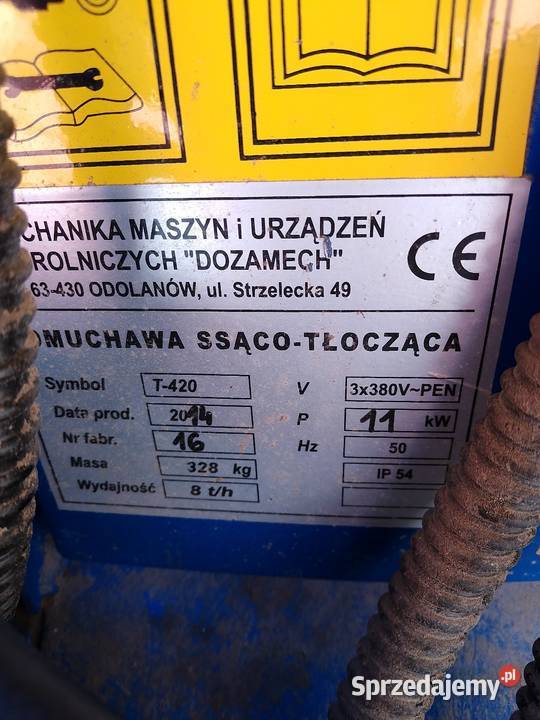 CHANIKA MASZYN i URZĄDZEŃ
ROLNICZYCH "DOZAMECH"
63-430 ODOLANÓW, ul. Strzelecka 49
CE
DMUCHAWA SSĄCO-TŁOCZĄCA
Symbol T-420 V 3x380V~PEN
Data prod. 2014 P 11 kW
Nr fabr. 16 Hz 50
Masa 328 kg IP 54
Wydajność 8 t/h
Sprzedajemy.pl